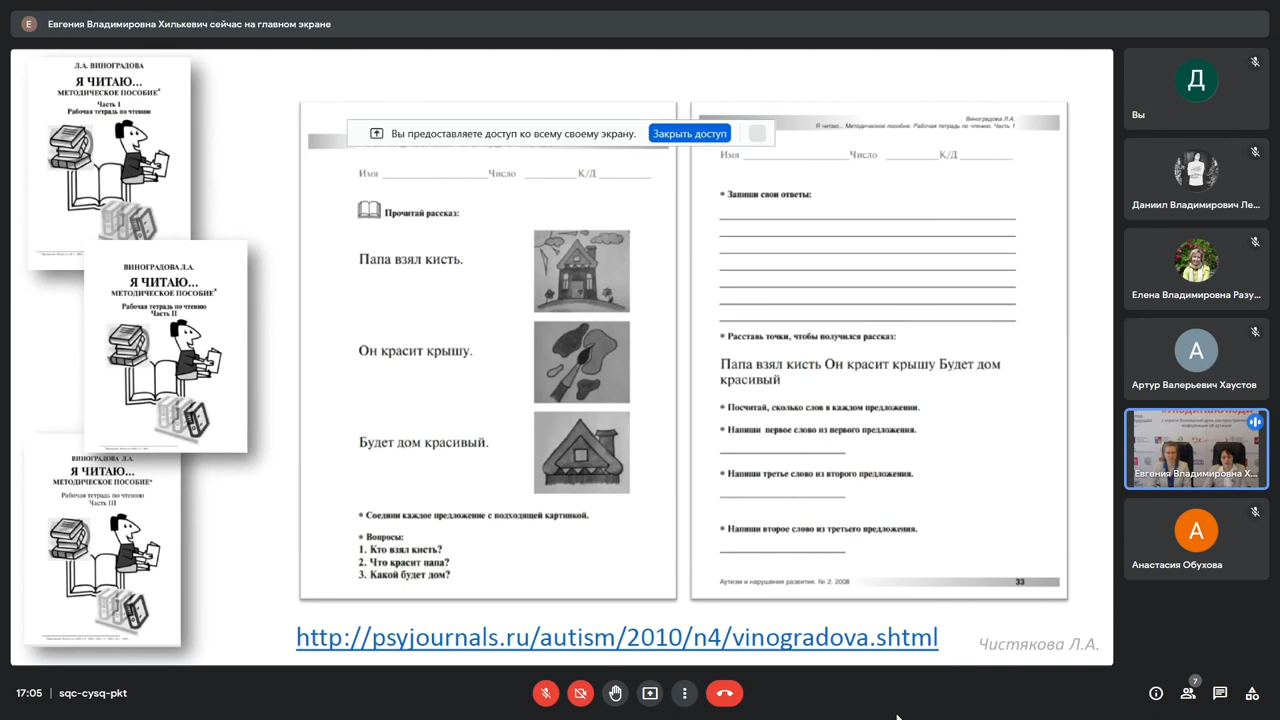 Е
Евгения Владимировна Хилькевич сейчас на главном экране
Л.А. ВИНОГРАДОВА
Я ЧИТАЮ...
МЕТОДИЧЕСКОЕ ПОСОБИЕ*
Часть I
Рабочая тетрадь по чтению
ВИНОГРАДОВА Л.А.
Я ЧИТАЮ...
МЕТОДИЧЕСКОЕ ПОСОБИЕ*
Рабочая тетрадь по чтению
Часть II
ВИНОГРАДОВА Л.А.
Я ЧИТАЮ...
МЕТОДИЧЕСКОЕ ПОСОБИЕ*
Рабочая тетрадь по чтению
Часть III
Вы предоставляете доступ ко всему своему экрану.
Закрыть доступ
Имя ____________________Число __________К/Д __________
Прочитай рассказ:
Папа взял кисть.
Он красит крышу.
Будет дом красивый.
* Соедини каждое предложение с подходящей картинкой.
* Вопросы:
1. Кто взял кисть?
2. Что красит папа?
3. Какой будет дом?
Виноградова Л.А.
Я читаю... Методическое пособие. Рабочая тетрадь по чтению. Часть 1
Имя ____________________Число __________К/Д __________
* Запиши свои ответы:
* Расставь точки, чтобы получился рассказ:
Папа взял кисть Он красит крышу Будет дом
красивый
* Посчитай, сколько слов в каждом предложении.
* Напиши первое слово из первого предложения.
* Напиши третье слово из второго предложения.
* Напиши второе слово из третьего предложения.
Аутизм и нарушения развития. № 2. 2008
33
http://psyjournals.ru/autism/2010/n4/vinogradova.shtml
Чистякова Л.А.
Д
Вы
Даниил Владимирович Ле...
Елена Владимировна Разу...
А
Артур Валерьевич Хаустов
Евгения Владимировна Х...
А
Анастасия Обухова
17:05
sqc-cysq-pkt
7